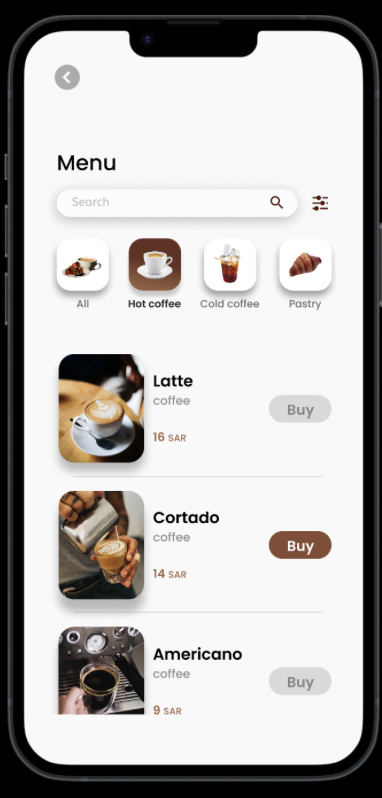 Menu
Search
All Hot coffee Cold coffee Pastry
Latte
coffee
Buy
16 SAR
Cortado
coffee
Buy
14 SAR
Americano
coffee
Buy
9 SAR